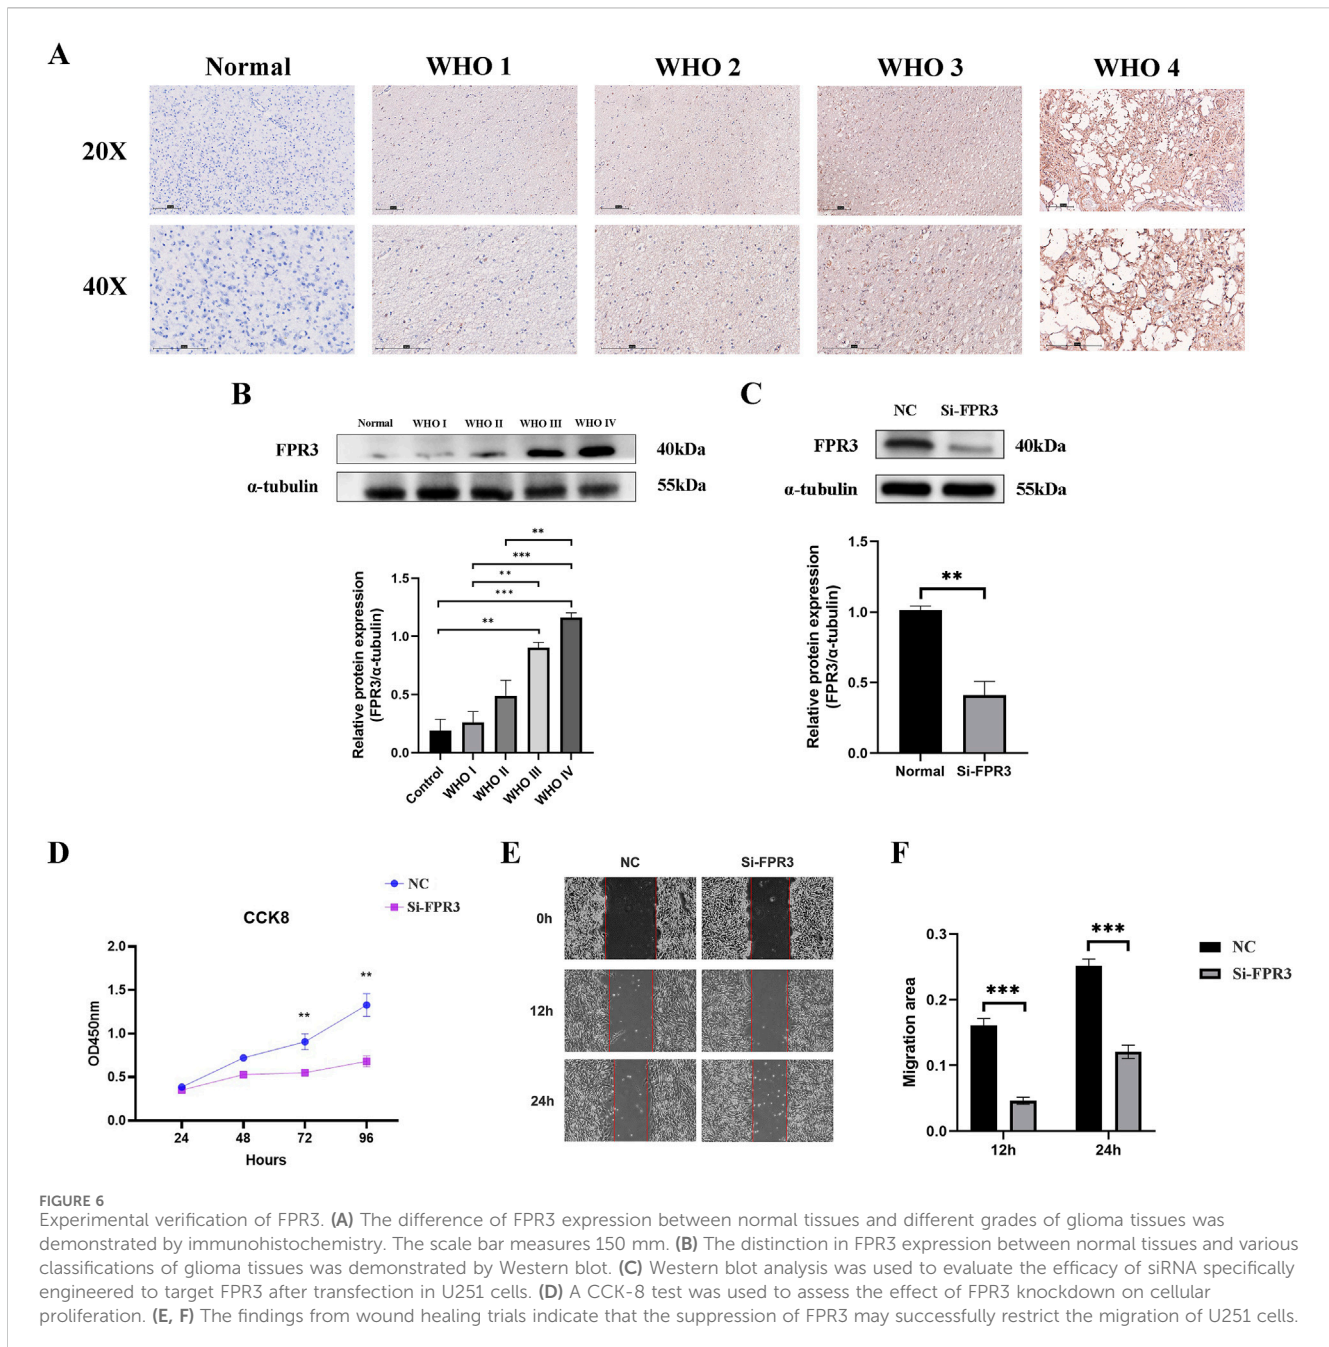 A
Normal
WHO 1
WHO 2
WHO 3
WHO 4
20X
40X
B
Normal
WHO I
WHO II
WHO III
WHO IV
FPR3
40kDa
α-tubulin
55kDa
**
***
**
***
**
Relative protein expression
(FPR3/α-tubulin)
1.5
1.0
0.5
0.0
Control
WHO I
WHO II
WHO III
WHO IV
C
NC
Si-FPR3
FPR3
40kDa
α-tubulin
55kDa
**
Relative protein expression
(FPR3/α-tubulin)
1.5
1.0
0.5
0.0
Normal
Si-FPR3
D
NC
Si-FPR3
CCK8
OD450nm
2.0
1.5
1.0
0.5
0.0
**
**
24
48
72
96
Hours
E
NC
Si-FPR3
0h
12h
24h
F
NC
Si-FPR3
Migration area
0.3
0.2
0.1
0.0
***
***
12h
24h
FIGURE 6
Experimental verification of FPR3. (A) The difference of FPR3 expression between normal tissues and different grades of glioma tissues was
demonstrated by immunohistochemistry. The scale bar measures 150 mm. (B) The distinction in FPR3 expression between normal tissues and various
classifications of glioma tissues was demonstrated by Western blot. (C) Western blot analysis was used to evaluate the efficacy of siRNA specifically
engineered to target FPR3 after transfection in U251 cells. (D) A CCK-8 test was used to assess the effect of FPR3 knockdown on cellular
proliferation. (E, F) The findings from wound healing trials indicate that the suppression of FPR3 may successfully restrict the migration of U251 cells.